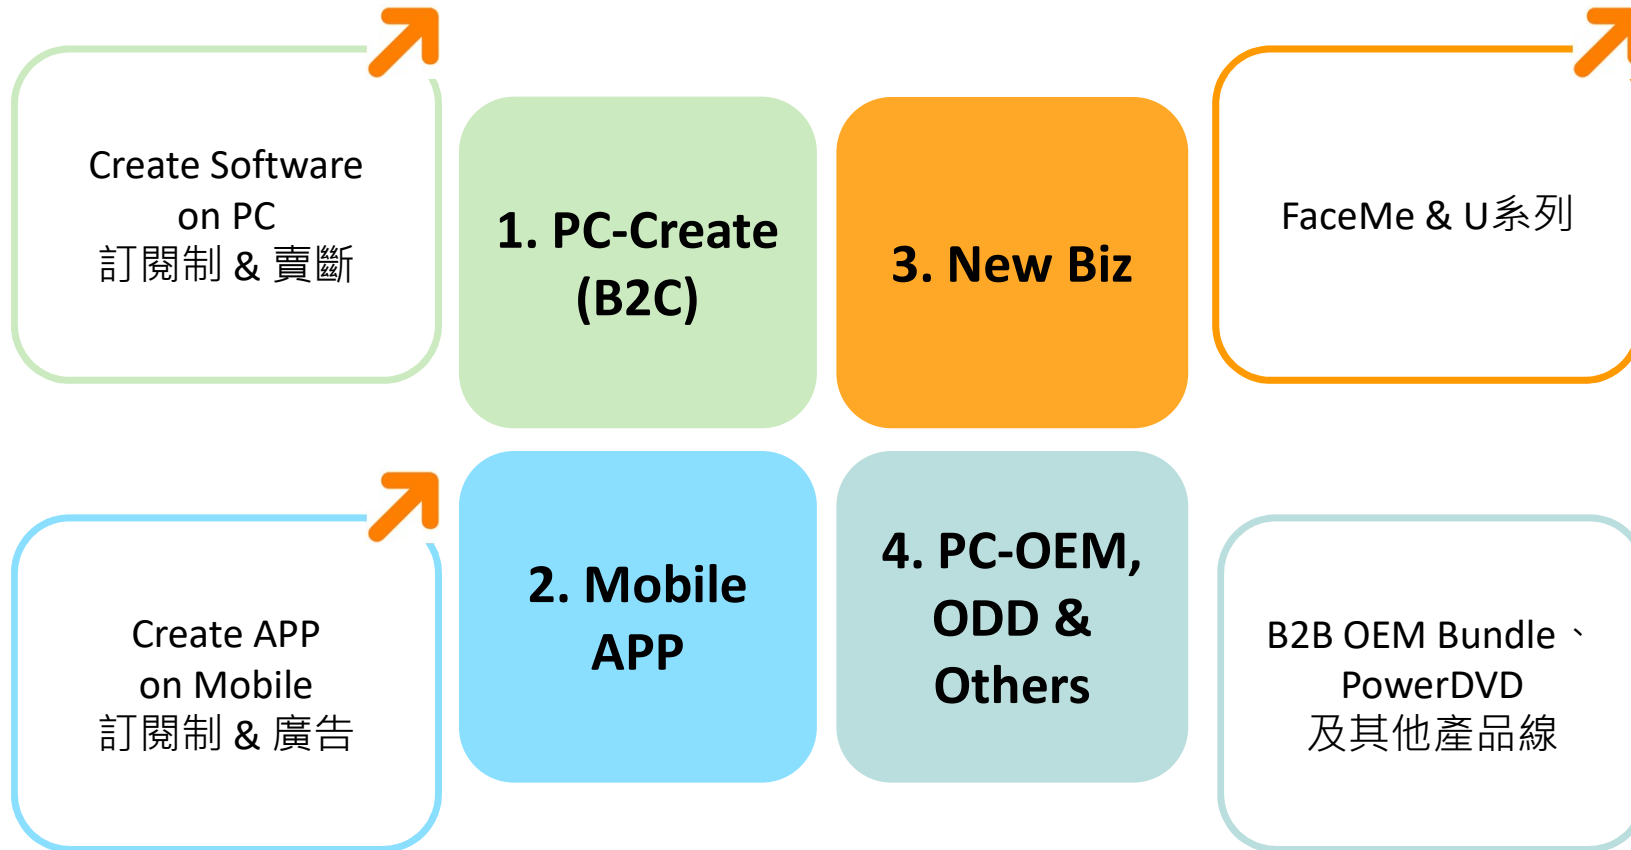 Create Software
on PC
訂閱制 & 賣斷
1. PC-Create
(B2C)
3. New Biz
FaceMe & U系列
Create APP
on Mobile
訂閱制 & 廣告
2. Mobile
APP
4. PC-OEM,
ODD &
Others
B2B OEM Bundle、
PowerDVD
及其他產品線